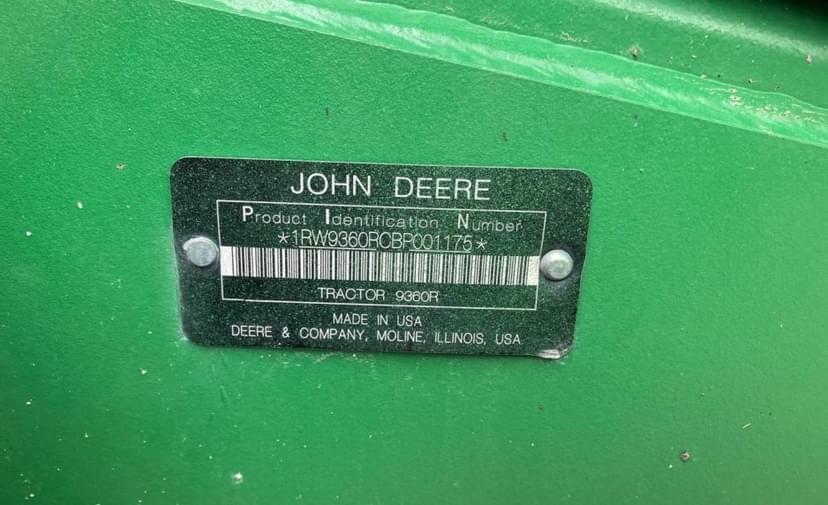 JOHN DEERE
Product Identification Number
*1RW9360RCBP001175*
TRACTOR 9360R
MADE IN USA
DEERE & COMPANY, MOLINE, ILLINOIS, USA